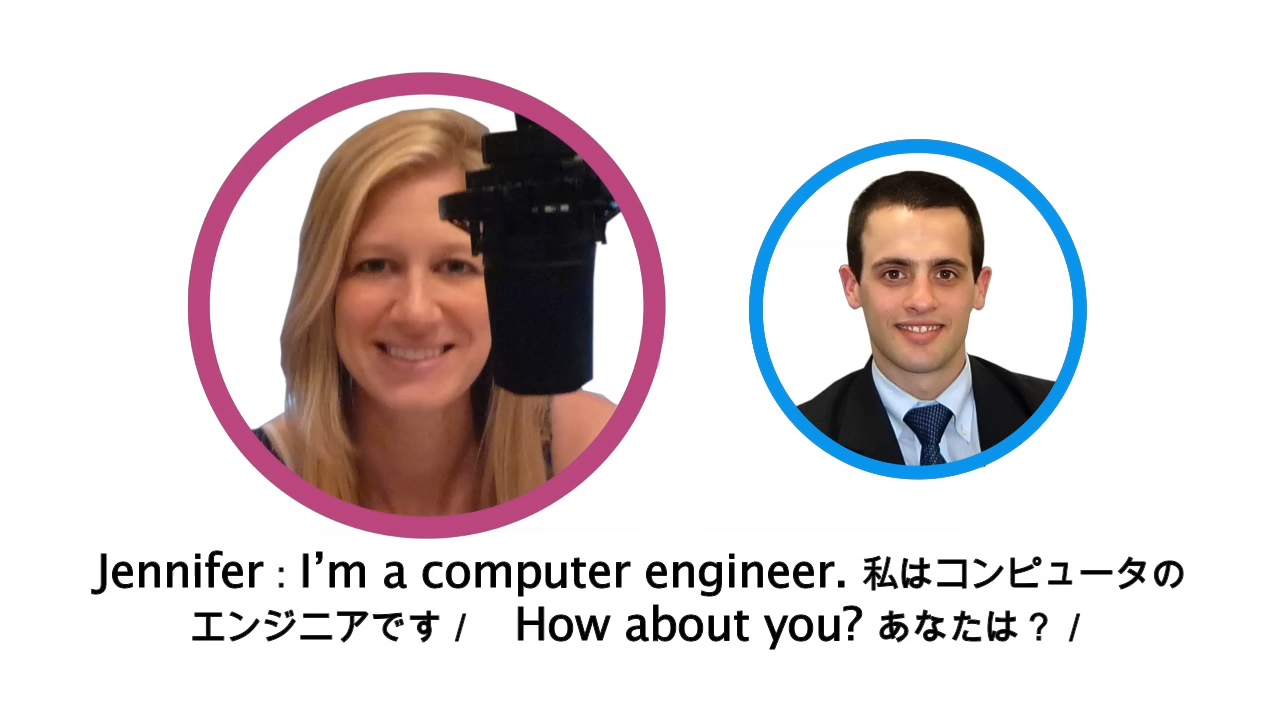 Jennifer : I’m a computer engineer. 私はコンピュータの
エンジニアです / How about you? あなたは？ /